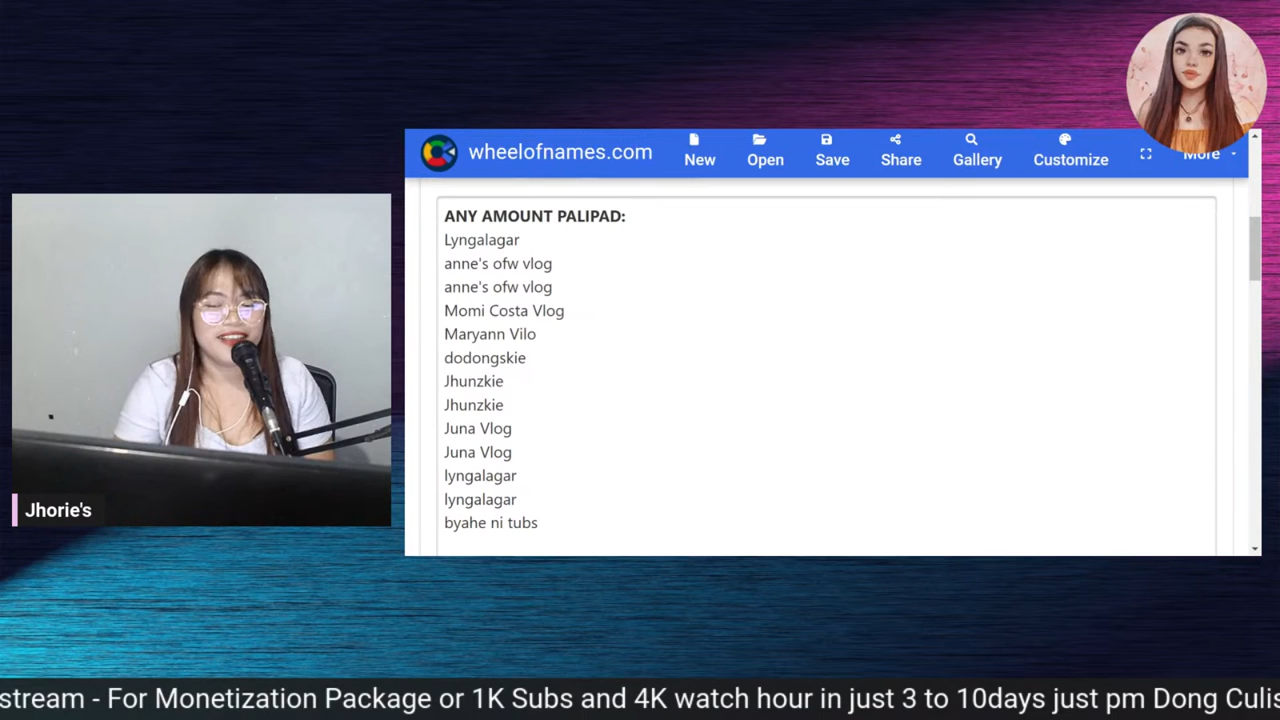 wheelofnames.com
New
Open
Save
Share
Gallery
Customize
More
ANY AMOUNT PALIPAD:
Lyngalagar
anne's ofw vlog
anne's ofw vlog
Momi Costa Vlog
Maryann Vilo
dodongskie
Jhunzkie
Jhunzkie
Juna Vlog
Juna Vlog
lyngalagar
lyngalagar
byahe ni tubs
Jhorie's
stream - For Monetization Package or 1K Subs and 4K watch hour in just 3 to 10days just pm Dong Culis